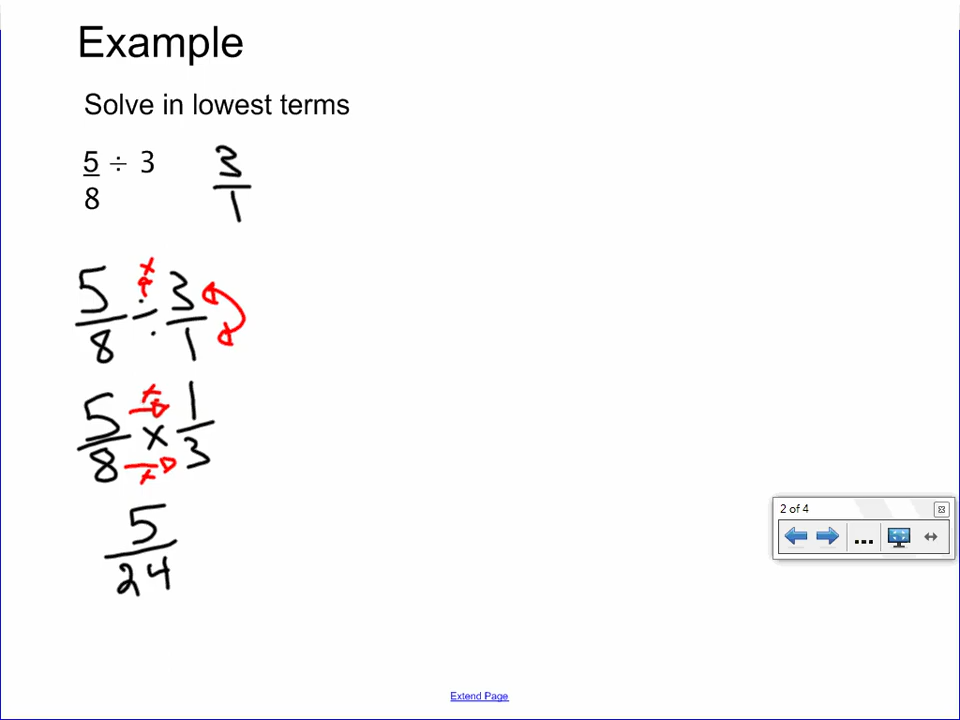 Example
Solve in lowest terms
5 ÷ 3 3
8 1
5 ÷ 3
8 1
5 × 1
8 3
5
24
2 of 4
...
Extend Page